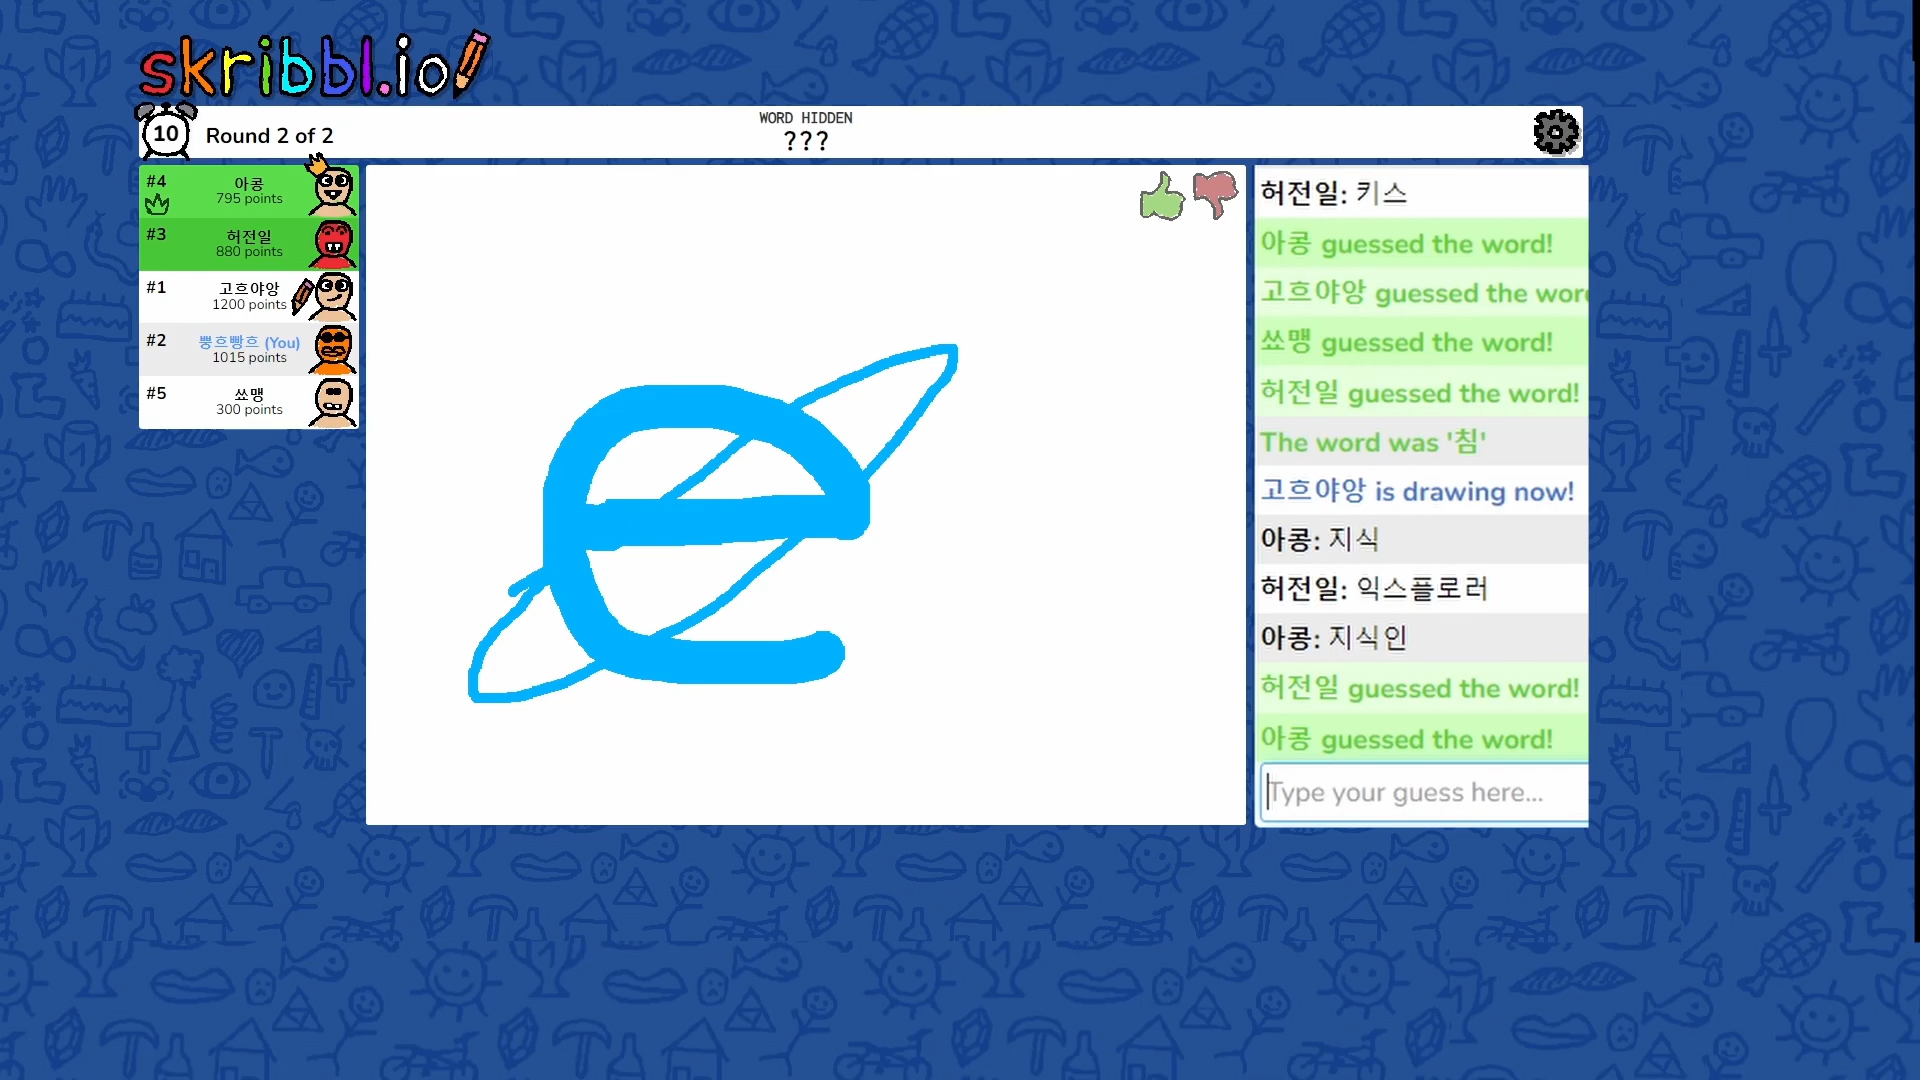 skribbl.io
10
Round 2 of 2
WORD HIDDEN
???
#4
아콩
795 points
#3
허전일
880 points
#1
고흐야앙
1200 points
#2
뿡흐빵흐 (You)
1015 points
#5
쏘맹
300 points
e
허전일: 키스
아콩 guessed the word!
고흐야앙 guessed the word
쏘맹 guessed the word!
허전일 guessed the word!
The word was '침'
고흐야앙 is drawing now!
아콩: 지식
허전일: 익스플로러
아콩: 지식인
허전일 guessed the word!
아콩 guessed the word!
Type your guess here...